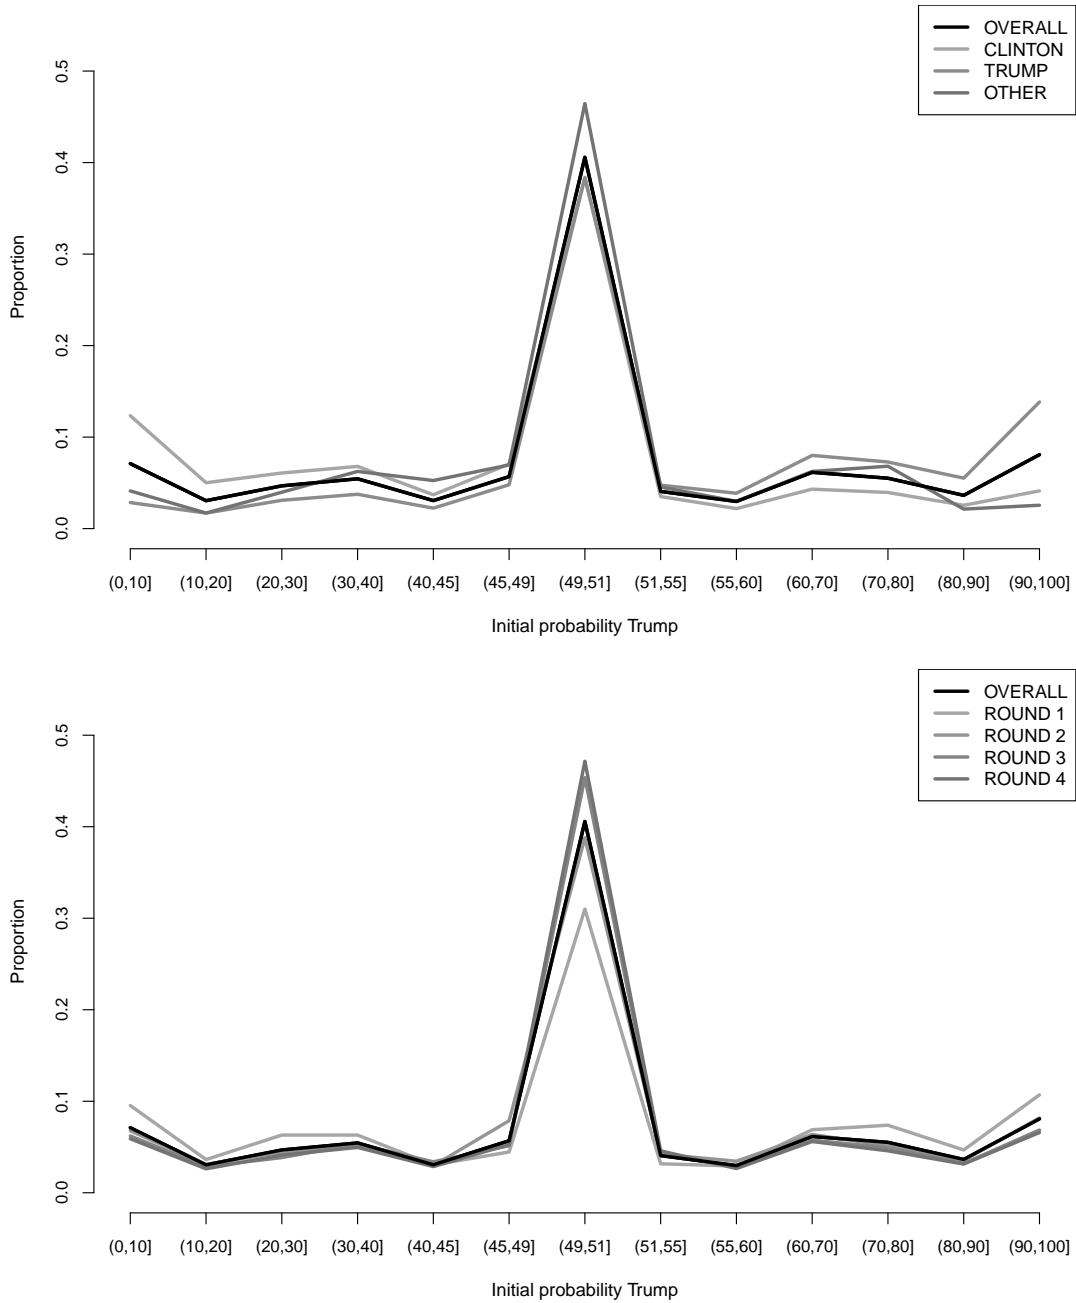 OVERALL
CLINTON
TRUMP
OTHER
0.5
0.4
0.3
0.2
0.1
0.0
Proportion
(0,10] (10,20] (20,30] (30,40] (40,45] (45,49] (49,51] (51,55] (55,60] (60,70] (70,80] (80,90] (90,100]
Initial probability Trump
OVERALL
ROUND 1
ROUND 2
ROUND 3
ROUND 4
0.5
0.4
0.3
0.2
0.1
0.0
Proportion
(0,10] (10,20] (20,30] (30,40] (40,45] (45,49] (49,51] (51,55] (55,60] (60,70] (70,80] (80,90] (90,100]
Initial probability Trump